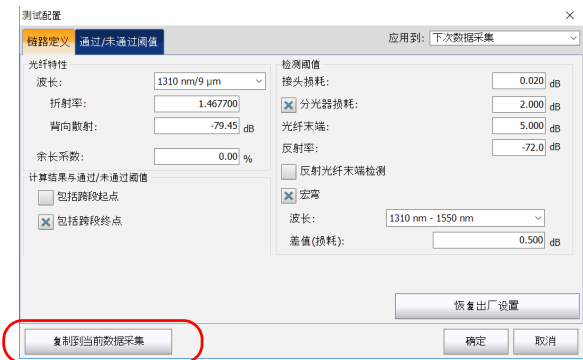 测试配置
链路定义 通过/未通过阈值 应用到: 下次数据采集
光纤特性
波长: 1310 nm/9 µm
折射率: 1.467700
背向散射: -79.45 dB
余长系数: 0.00 %
计算结果与通过/未通过阈值
包括跨段起点
包括跨段终点
检测阈值
接头损耗: 0.020 dB
分光器损耗: 2.000 dB
光纤末端: 5.000 dB
反射率: -72.0 dB
反射光纤末端检测
宏弯
波长: 1310 nm - 1550 nm
差值(损耗): 0.500 dB
恢复出厂设置
复制到当前数据采集 确定 取消